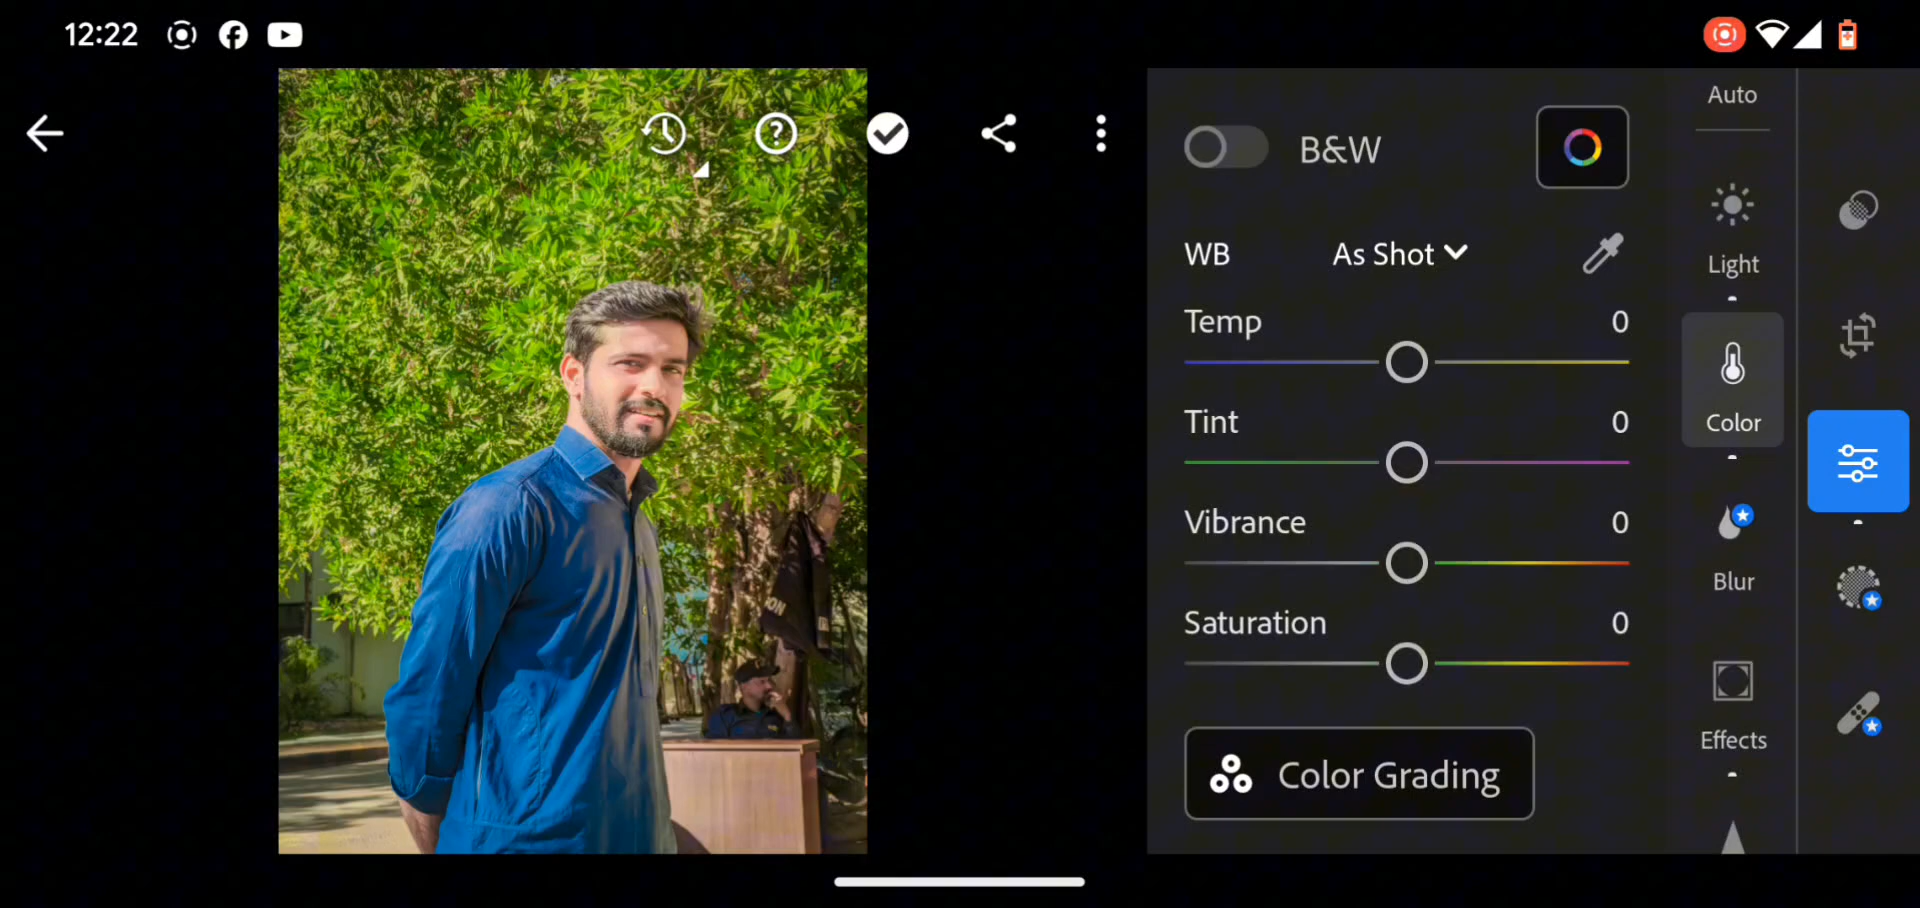 12:22
Auto
B&W
Light
WB As Shot
Temp 0
Tint 0
Color
Vibrance 0
Blur
Saturation 0
Effects
Color Grading
ON